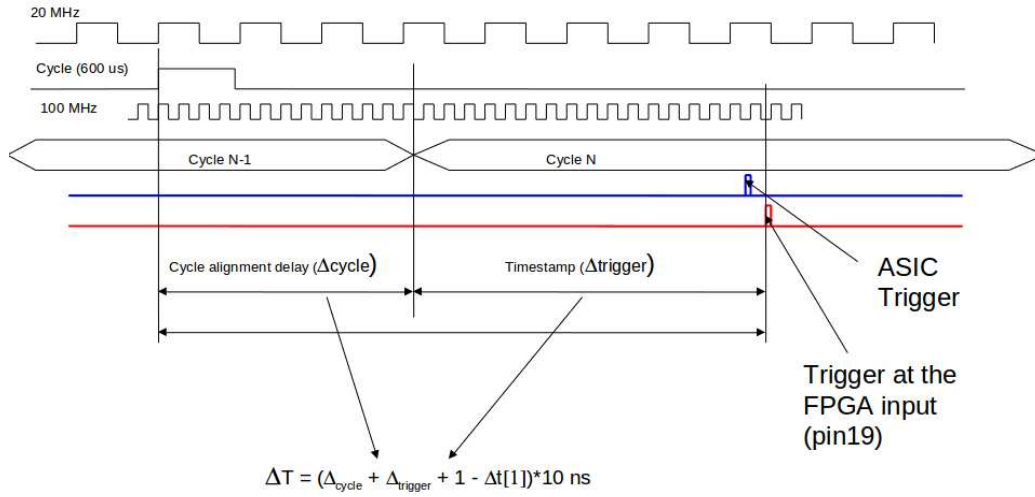 20 MHz
Cycle (600 us)
100 MHz
Cycle N-1
Cycle N
Cycle alignment delay (Δcycle)
Timestamp (Δtrigger)
ASIC
Trigger
Trigger at the
FPGA input
(pin19)
ΔT = (Δcycle + Δtrigger + 1 - Δt[1])*10 ns